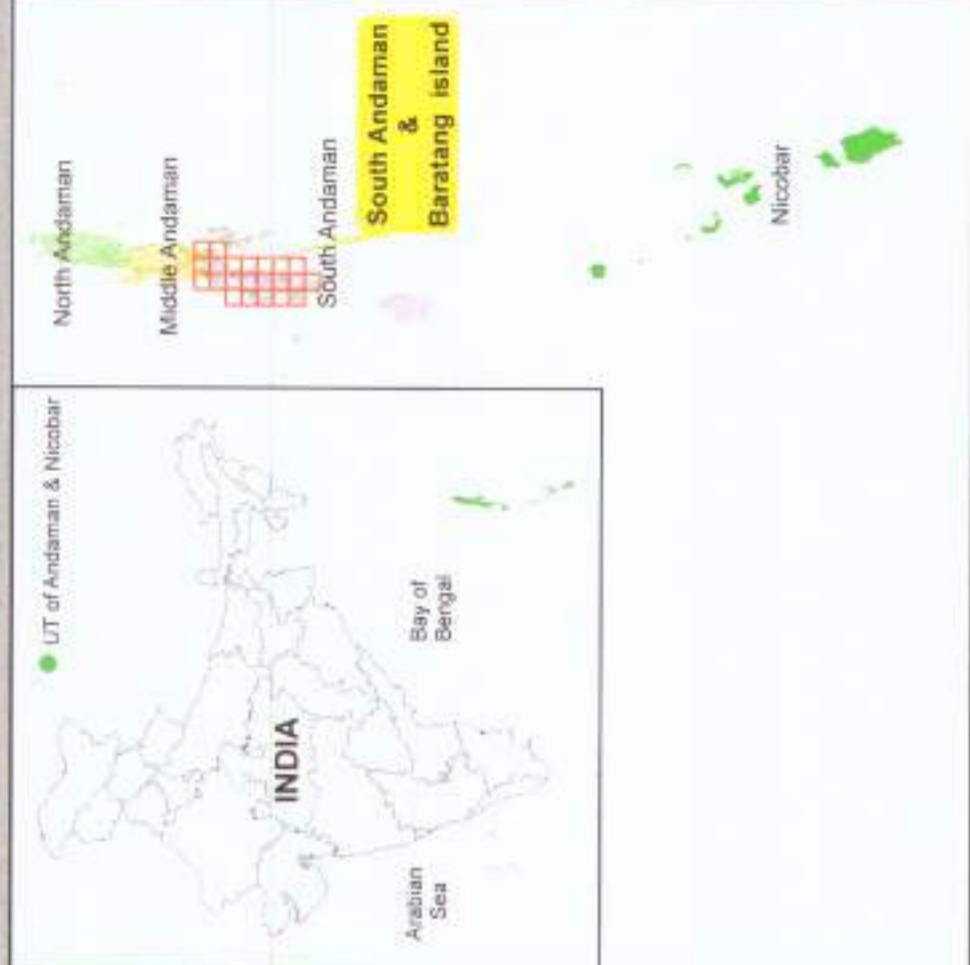 UT of Andaman & Nicobar
INDIA
Arabian
Sea
Bay of
Bengal
North Andaman
Middle Andaman
South Andaman
South Andaman
&
Baratang island
Nicobar